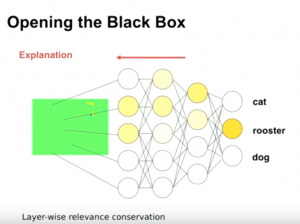 Opening the Black Box
Explanation
cat
rooster
dog
Layer-wise relevance conservation